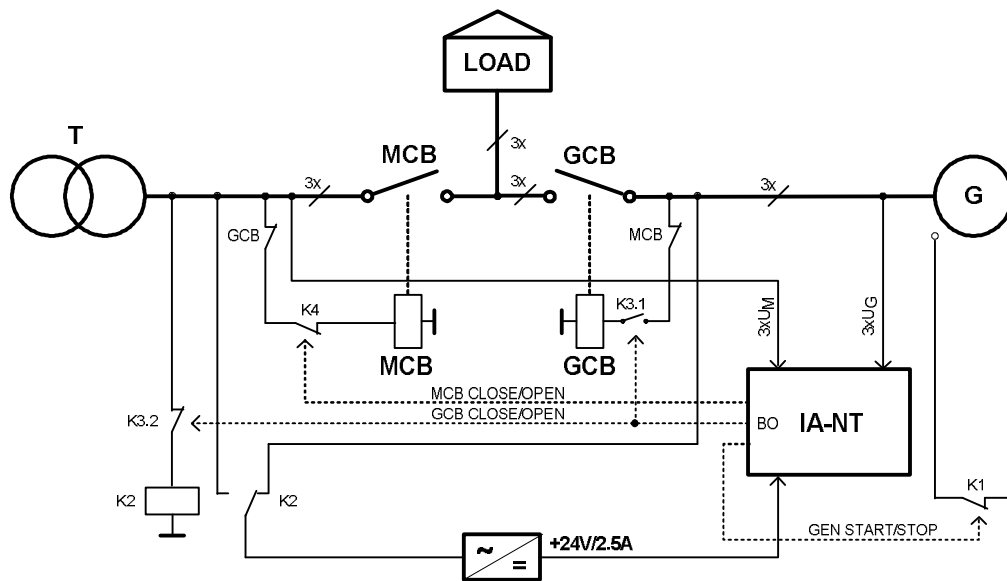 LOAD
T
3x
MCB
GCB
3x
3x
3x
G
GCB
MCB
K4
K3.1
3xUM
3xUG
MCB
GCB
MCB CLOSE/OPEN
K3.2
GCB CLOSE/OPEN
BO
IA-NT
K2
K2
K1
GEN START/STOP
~
=
+24V/2.5A